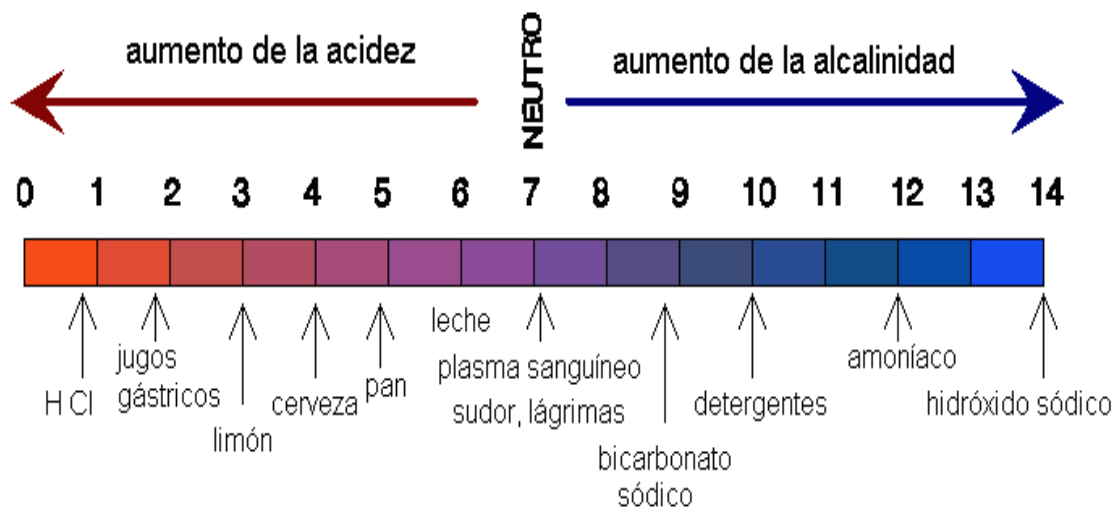 aumento de la acidez
NEUTRO
aumento de la alcalinidad
0 1 2 3 4 5 6 7 8 9 10 11 12 13 14
H Cl
jugos
gástricos
limón
cerveza
pan
leche
plasma sanguíneo
sudor, lágrimas
bicarbonato
sódico
detergentes
amoníaco
hidróxido sódico